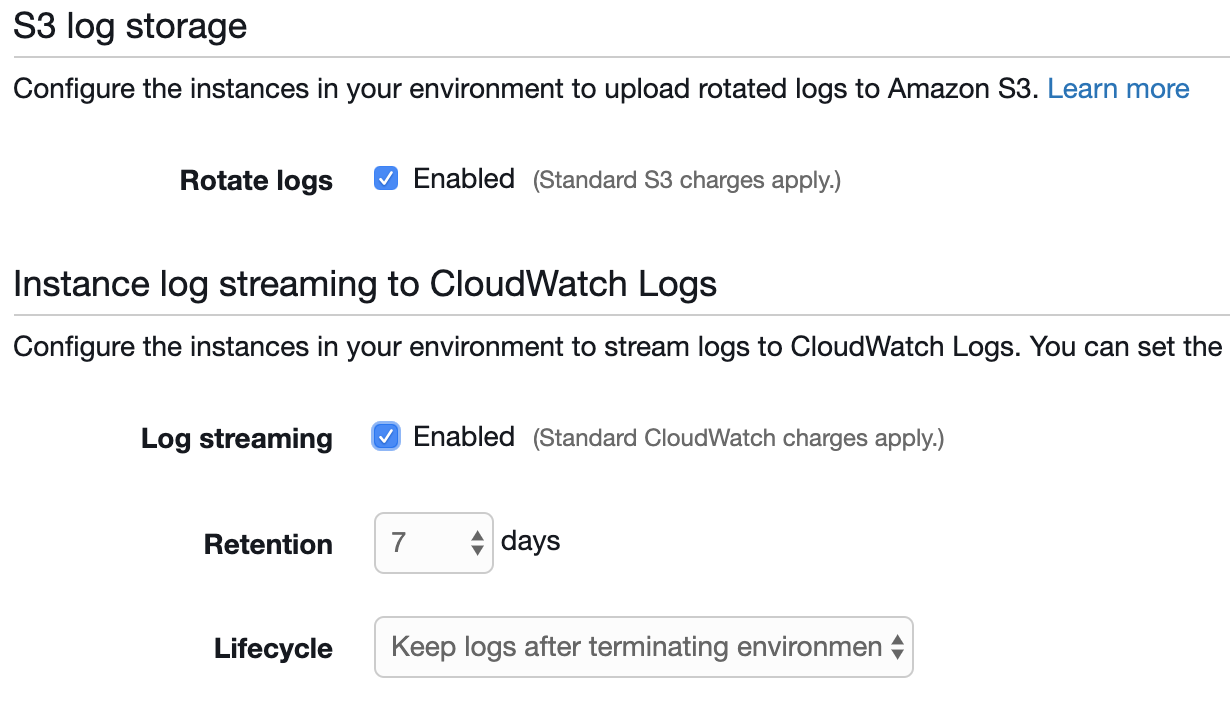 S3 log storage
Configure the instances in your environment to upload rotated logs to Amazon S3. Learn more
Rotate logs Enabled (Standard S3 charges apply.)
Instance log streaming to CloudWatch Logs
Configure the instances in your environment to stream logs to CloudWatch Logs. You can set the
Log streaming Enabled (Standard CloudWatch charges apply.)
Retention 7 days
Lifecycle Keep logs after terminating environmen